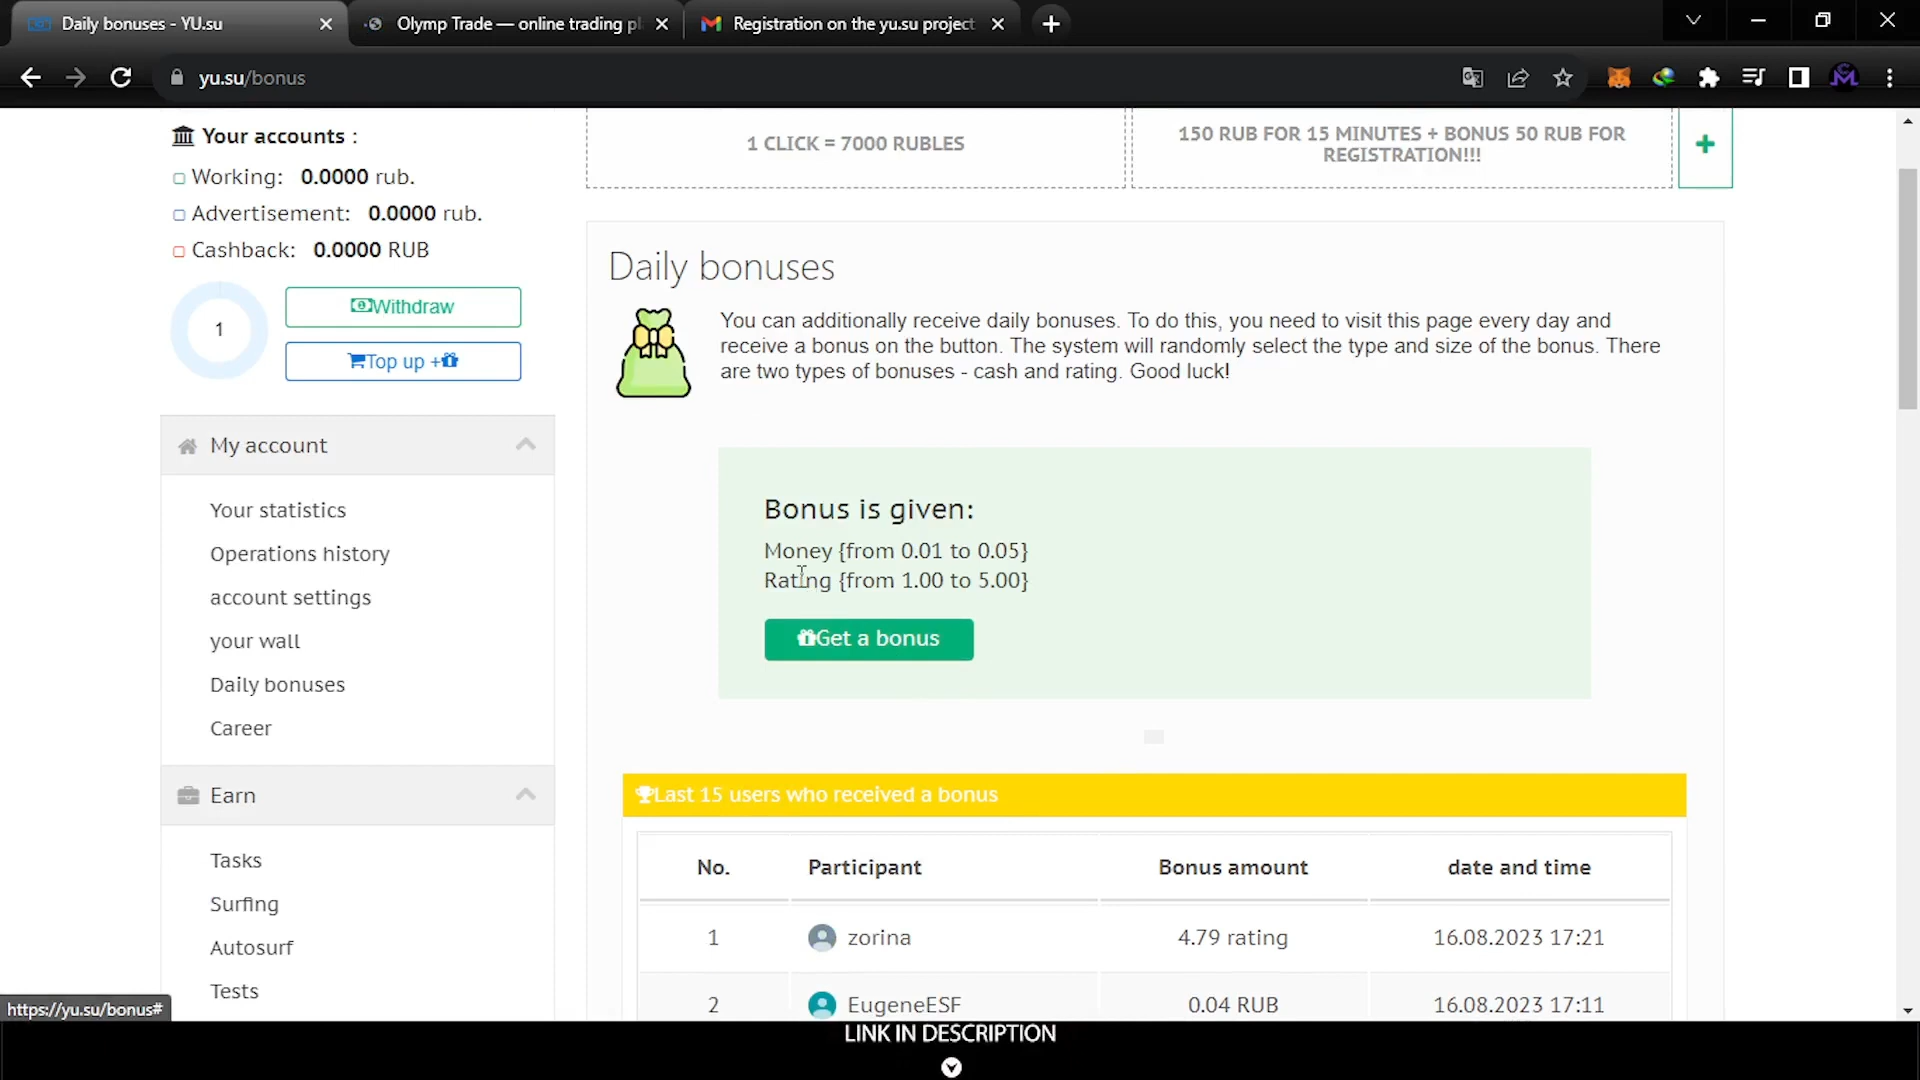 Daily bonuses - YU.su
Olymp Trade — online trading pl
Registration on the yu.su project
yu.su/bonus
Your accounts :
Working: 0.0000 rub.
Advertisement: 0.0000 rub.
Cashback: 0.0000 RUB
1
Withdraw
Top up +
My account
Your statistics
Operations history
account settings
your wall
Daily bonuses
Career
Earn
Tasks
Surfing
Autosurf
Tests
https://yu.su/bonus#
1 CLICK = 7000 RUBLES
150 RUB FOR 15 MINUTES + BONUS 50 RUB FOR
REGISTRATION!!!
+
Daily bonuses
You can additionally receive daily bonuses. To do this, you need to visit this page every day and
receive a bonus on the button. The system will randomly select the type and size of the bonus. There
are two types of bonuses - cash and rating. Good luck!
Bonus is given:
Money {from 0.01 to 0.05}
Rating {from 1.00 to 5.00}
Get a bonus
Last 15 users who received a bonus
No. Participant Bonus amount date and time
1 zorina 4.79 rating 16.08.2023 17:21
2 EugeneESF 0.04 RUB 16.08.2023 17:11
LINK IN DESCRIPTION